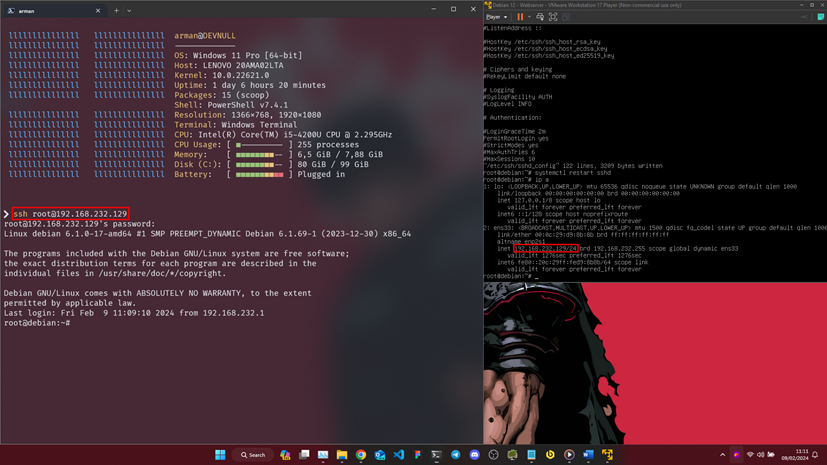 arman
arman@DEVNULL
OS: Windows 11 Pro [64-bit]
Host: LENOVO 20AMA02LTA
Kernel: 10.0.22621.0
Uptime: 1 day 6 hours 20 minutes
Packages: 15 (scoop)
Shell: PowerShell v7.4.1
Resolution: 1366×768, 1920×1080
Terminal: Windows Terminal
CPU: Intel(R) Core(TM) i5-4200U CPU @ 2.295GHz
CPU Usage: [ ] 255 processes
Memory: [ ] 6,5 GiB / 7,88 GiB
Disk (C:): [ ] 80 GiB / 99 GiB
Battery: [ ] Plugged in
❯ ssh root@192.168.232.129
root@192.168.232.129's password:
Linux debian 6.1.0-17-amd64 #1 SMP PREEMPT_DYNAMIC Debian 6.1.69-1 (2023-12-30) x86_64
The programs included with the Debian GNU/Linux system are free software;
the exact distribution terms for each program are described in the
individual files in /usr/share/doc/*/copyright.
Debian GNU/Linux comes with ABSOLUTELY NO WARRANTY, to the extent
permitted by applicable law.
Last login: Fri Feb  9 11:09:10 2024 from 192.168.232.1
root@debian:~#
Debian 12 - Webserver - VMware Workstation 17 Player (Non-commercial use only)
Player
#ListenAddress ::
#HostKey /etc/ssh/ssh_host_rsa_key
#HostKey /etc/ssh/ssh_host_ecdsa_key
#HostKey /etc/ssh/ssh_host_ed25519_key
# Ciphers and keying
#RekeyLimit default none
# Logging
#SyslogFacility AUTH
#LogLevel INFO
# Authentication:
#LoginGraceTime 2m
PermitRootLogin yes
#StrictModes yes
#MaxAuthTries 6
#MaxSessions 10
"/etc/ssh/sshd_config" 122 lines, 3209 bytes written
root@debian:~# systemctl restart sshd
root@debian:~# ip a
1: lo: <LOOPBACK,UP,LOWER_UP> mtu 65536 qdisc noqueue state UNKNOWN group default qlen 1000
link/loopback 00:00:00:00:00:00 brd 00:00:00:00:00:00
inet 127.0.0.1/8 scope host lo
valid_lft forever preferred_lft forever
inet6 ::1/128 scope host noprefixroute
valid_lft forever preferred_lft forever
2: ens33: <BROADCAST,MULTICAST,UP,LOWER_UP> mtu 1500 qdisc fq_codel state UP group default qlen 1000
link/ether 00:0c:29:d9:8b:8b brd ff:ff:ff:ff:ff:ff
altname enp2s1
inet 192.168.232.129/24 brd 192.168.232.255 scope global dynamic ens33
valid_lft 1276sec preferred_lft 1276sec
inet6 fe80::20c:29ff:fed9:8b8b/64 scope link
valid_lft forever preferred_lft forever
root@debian:~# _
Search
11:11
09/02/2024